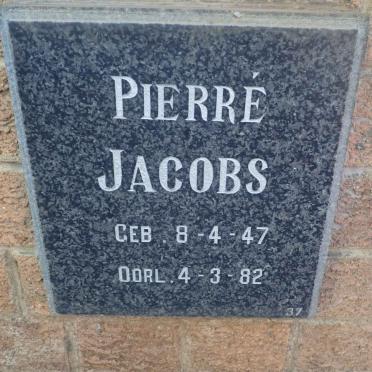 PIERRÉ
JACOBS
GEB. 8-4-47
OORL. 4-3-82
37